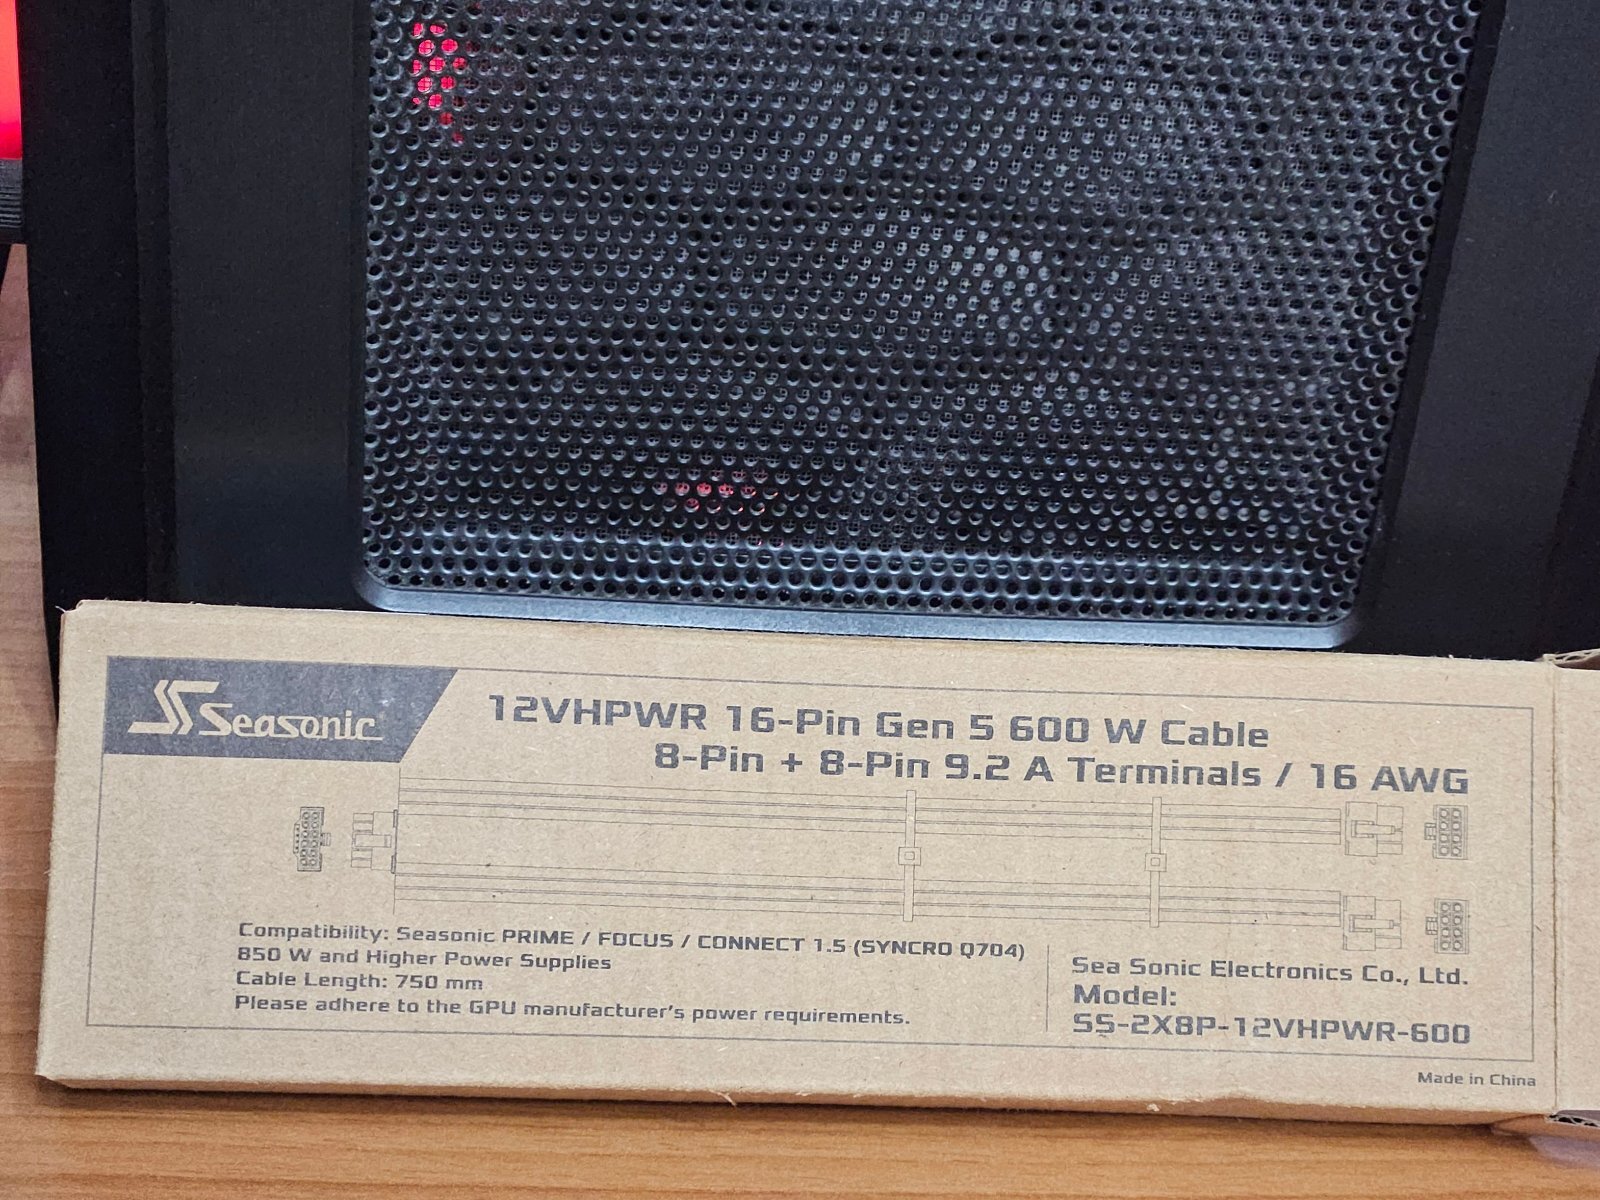 Seasonic
12VHPWR 16-Pin Gen 5 600 W Cable
8-Pin + 8-Pin 9.2 A Terminals / 16 AWG
Compatibility: Seasonic PRIME / FOCUS / CONNECT 1.5 (SYNCRO Q704)
850 W and Higher Power Supplies
Cable Length: 750 mm
Please adhere to the GPU manufacturer's power requirements.
Sea Sonic Electronics Co., Ltd.
Model:
SS-2X8P-12VHPWR-600
Made in China